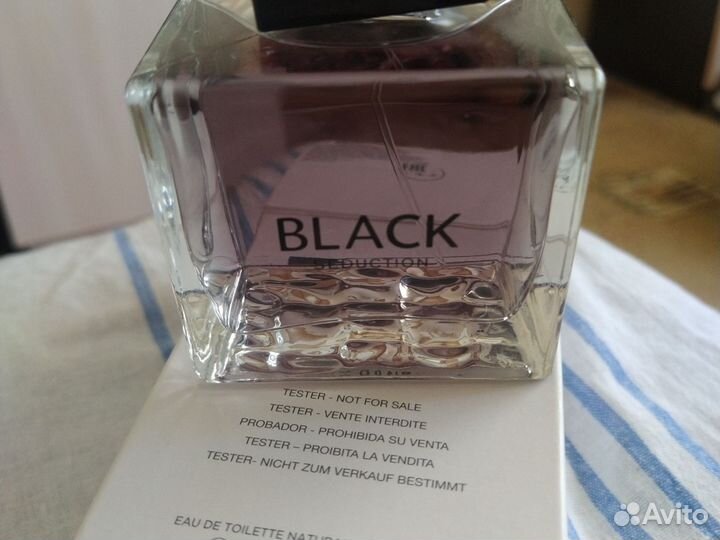 BLACK
SEDUCTION
TESTER - NOT FOR SALE
TESTER - VENTE INTERDITE
PROBADOR - PROHIBIDA SU VENTA
TESTER – PROIBITA LA VENDITA
TESTER- NICHT ZUM VERKAUF BESTIMMT
EAU DE TOILETTE
Avito